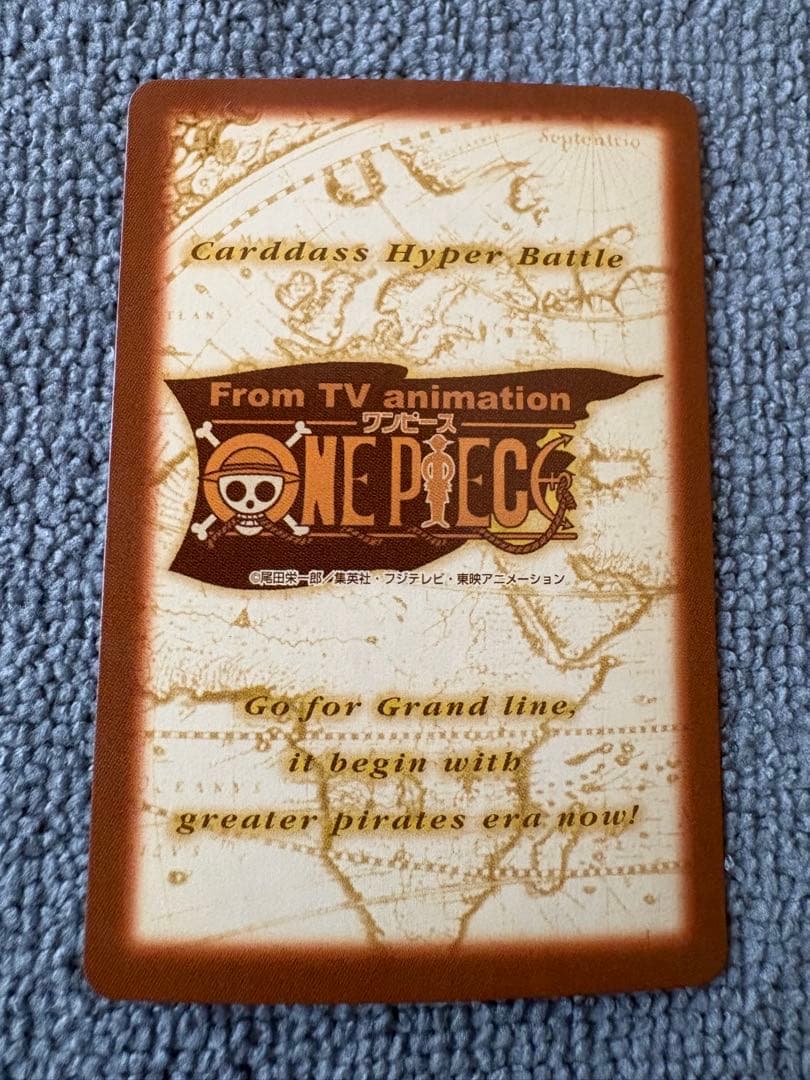 Septentrio
Carddass Hyper Battle
From TV animation
ワンピース
ONE PIECE
©尾田栄一郎／集英社・フジテレビ・東映アニメーション
Go for Grand line,
it begin with
greater pirates era now!